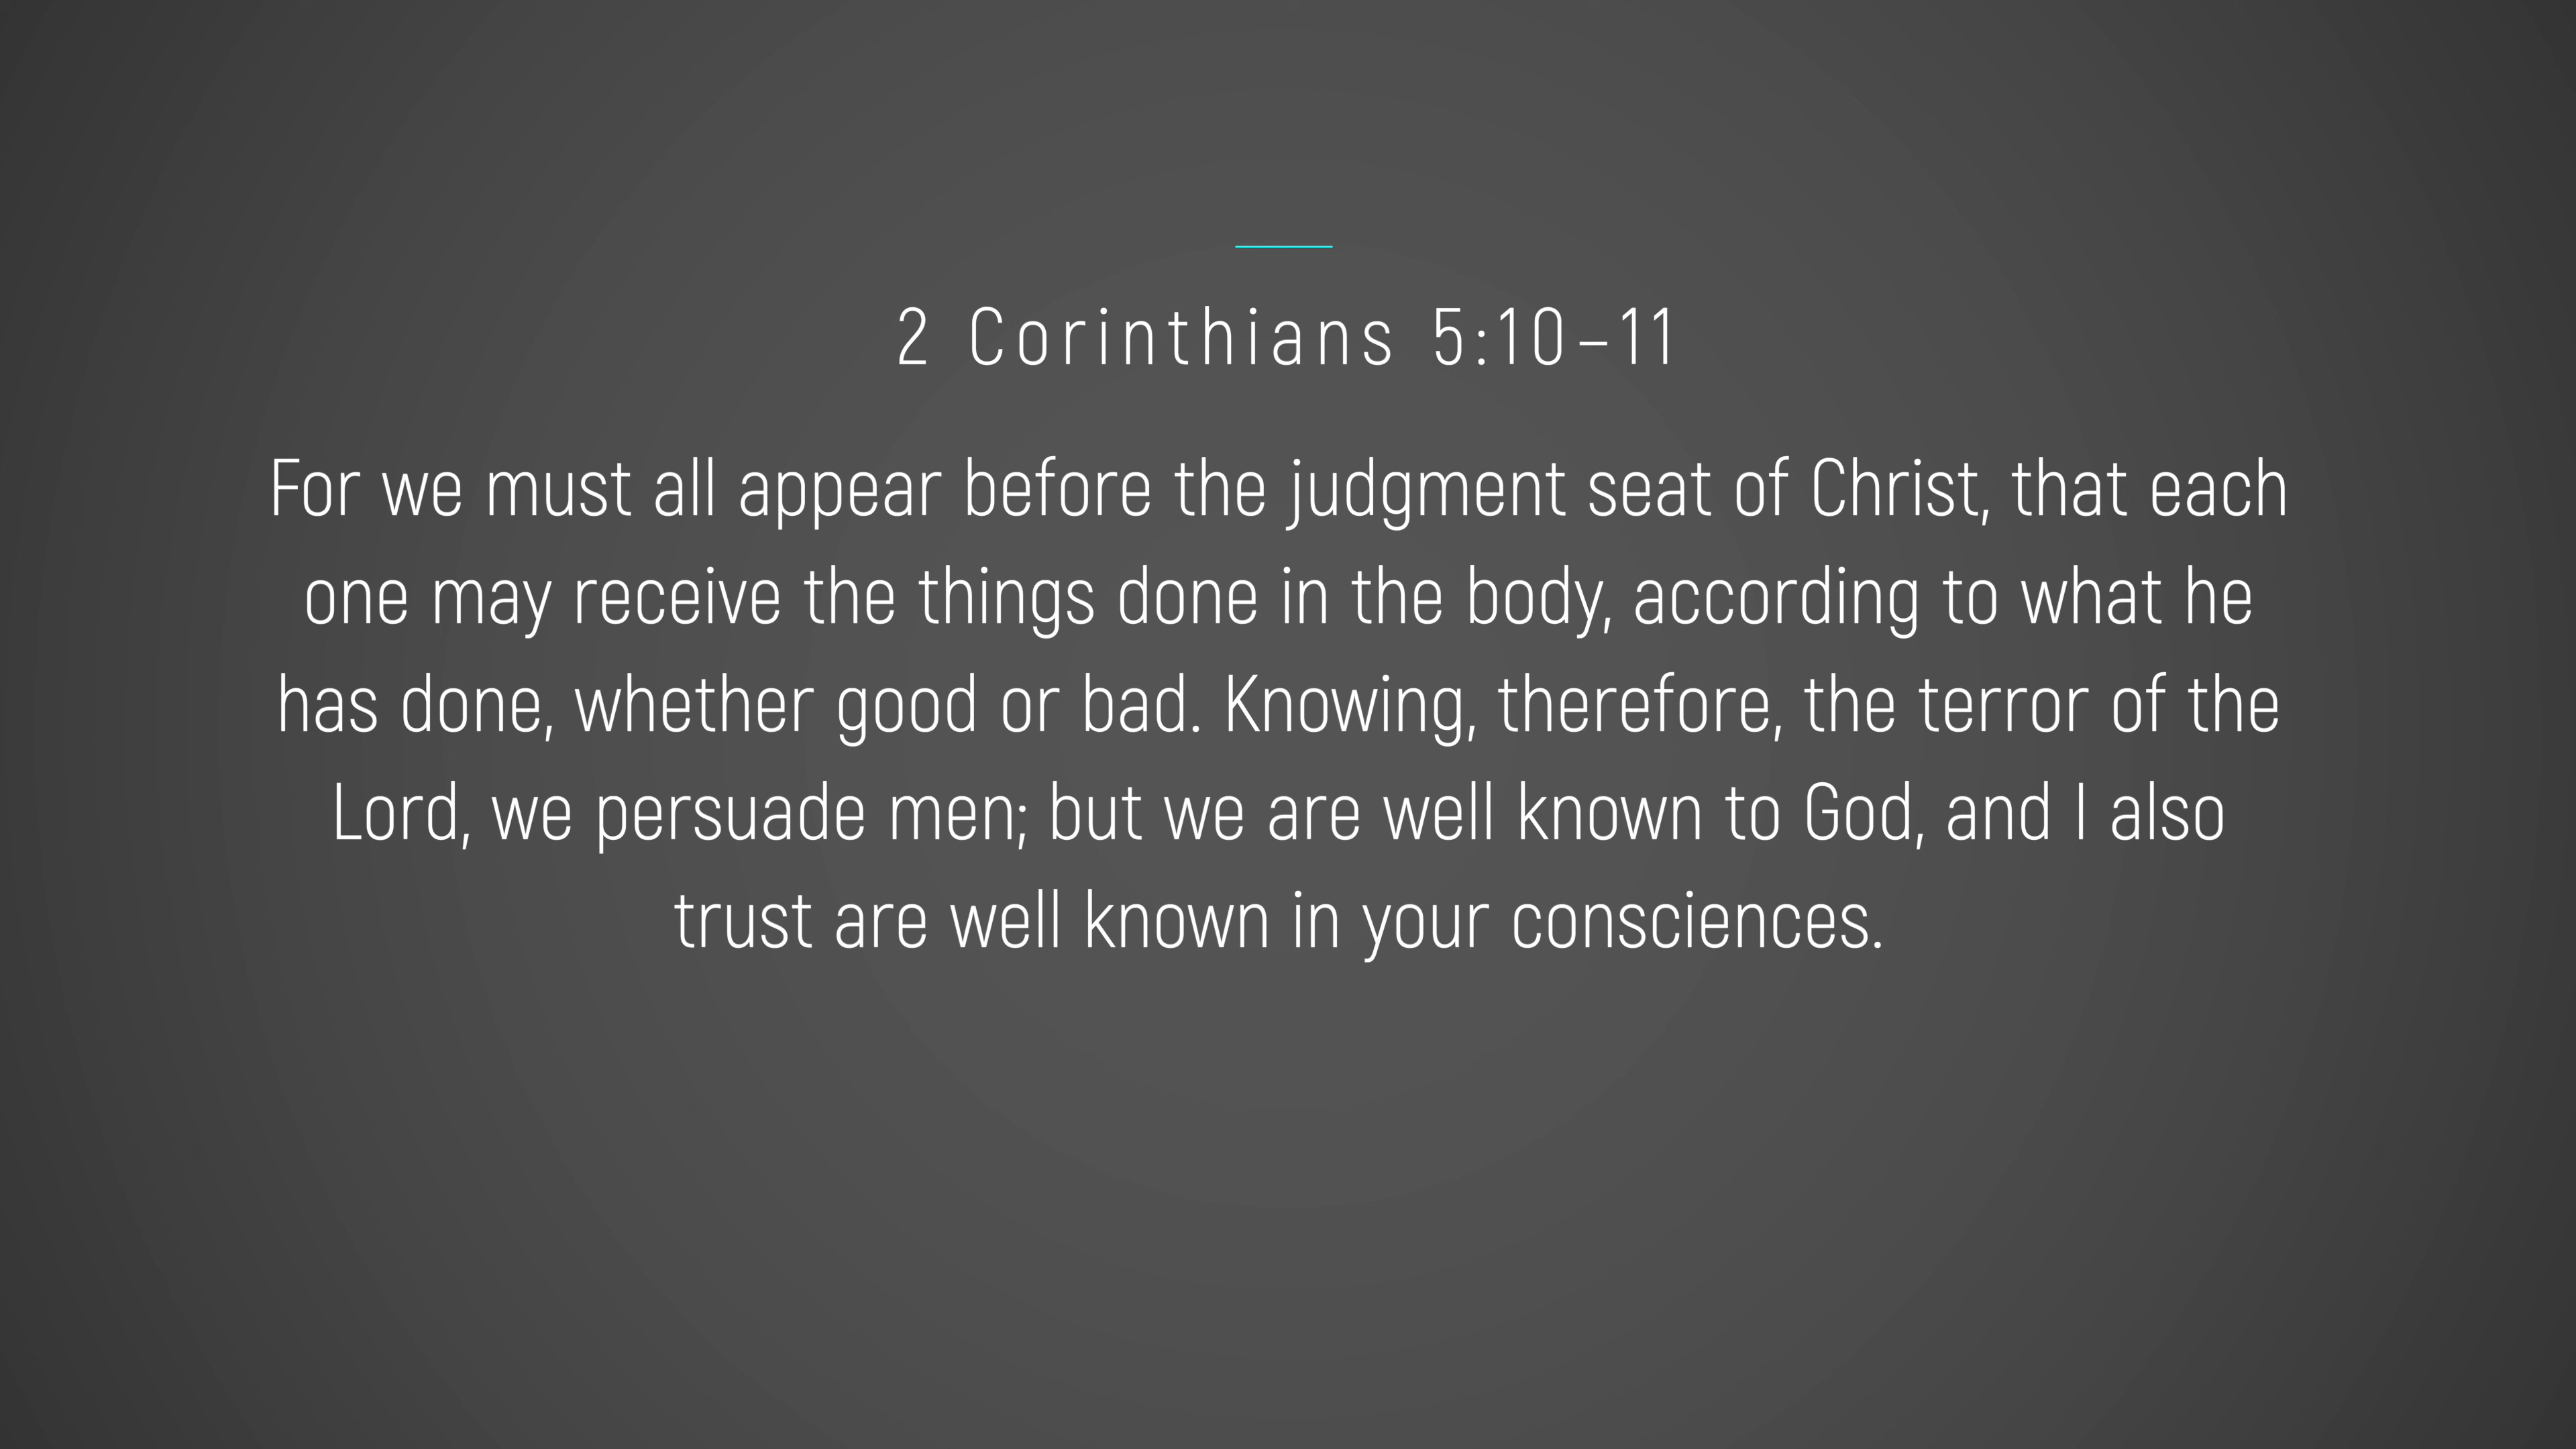 2 Corinthians 5:10–11
For we must all appear before the judgment seat of Christ, that each
one may receive the things done in the body, according to what he
has done, whether good or bad. Knowing, therefore, the terror of the
Lord, we persuade men; but we are well known to God, and I also
trust are well known in your consciences.